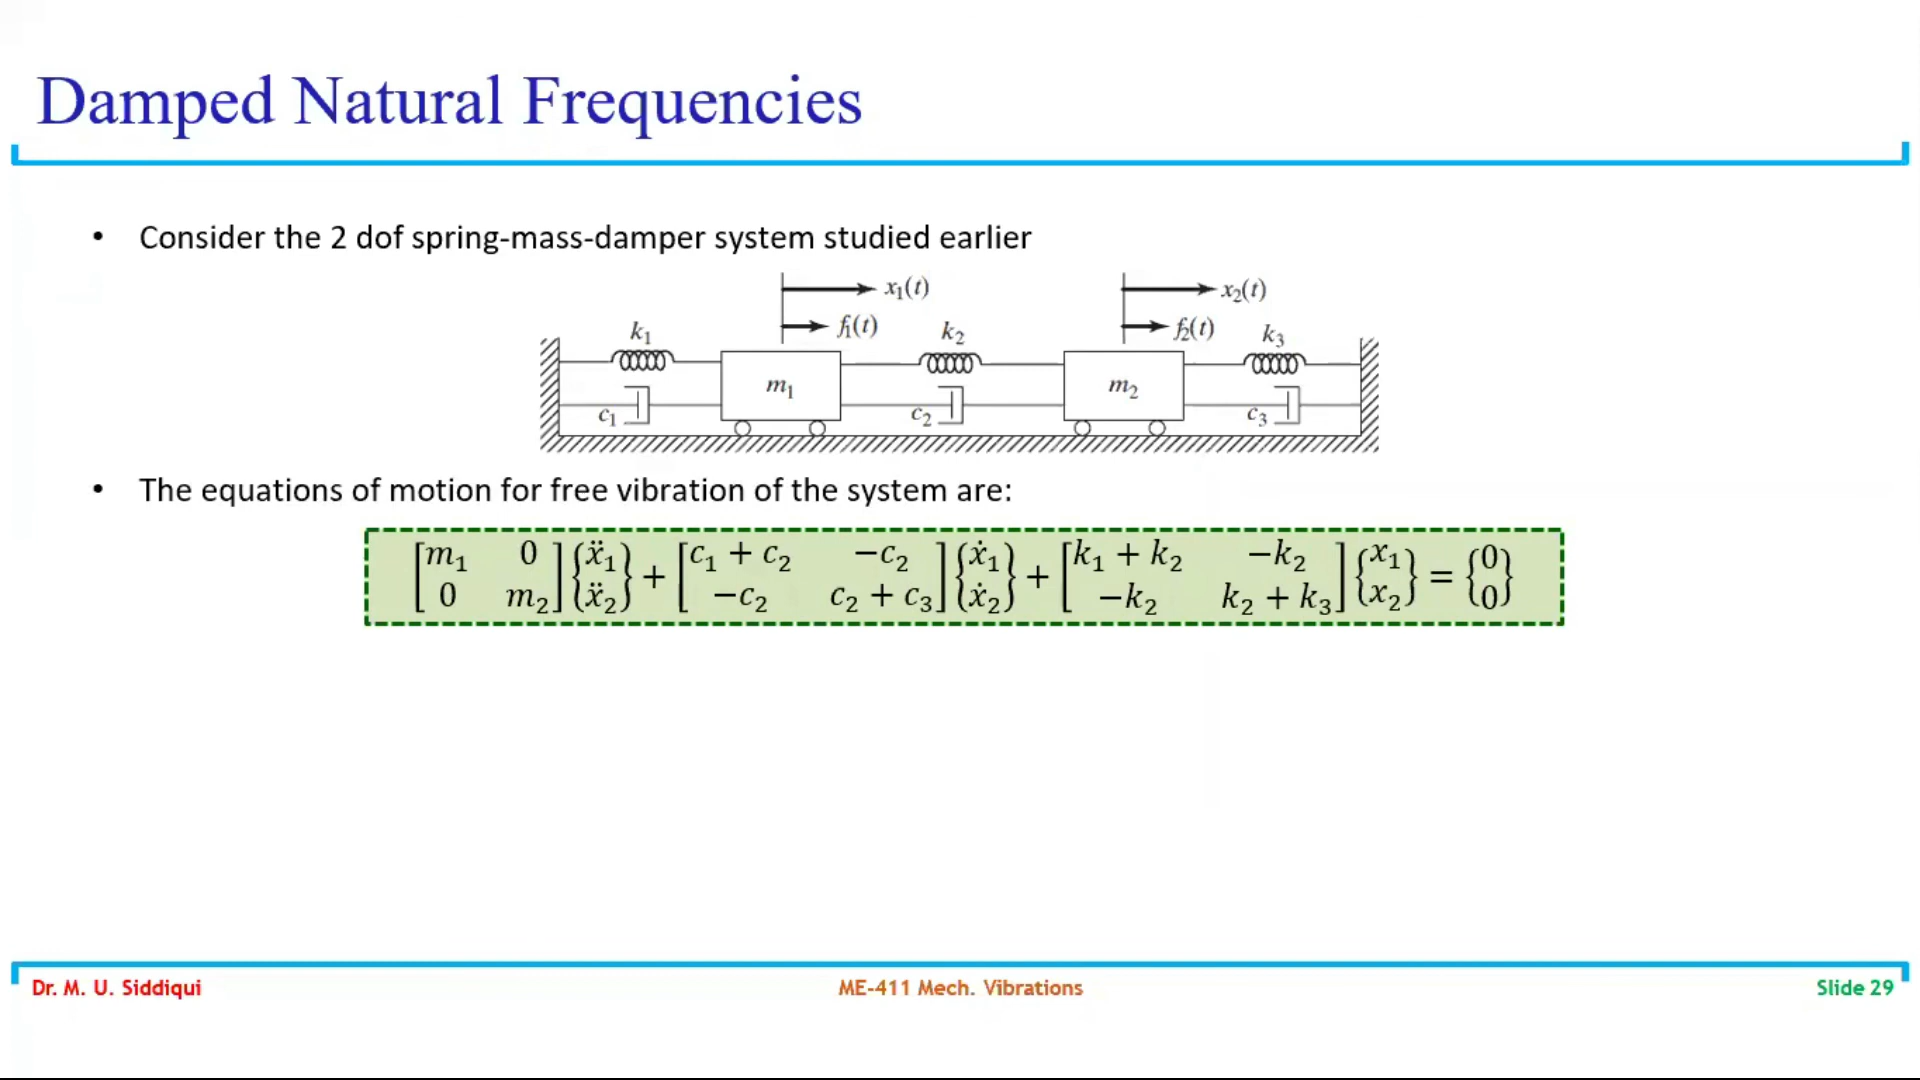 Damped Natural Frequencies
• Consider the 2 dof spring-mass-damper system studied earlier
x₁(t) x₂(t)
f₁(t) f₂(t)
k₁ k₂ k₃
m₁ m₂
c₁ c₂ c₃
• The equations of motion for free vibration of the system are:
[m₁ 0; 0 m₂]{ẍ₁; ẍ₂} + [c₁ + c₂ −c₂; −c₂ c₂ + c₃]{ẋ₁; ẋ₂} + [k₁ + k₂ −k₂; −k₂ k₂ + k₃]{x₁; x₂} = {0; 0}
Dr. M. U. Siddiqui ME-411 Mech. Vibrations Slide 29